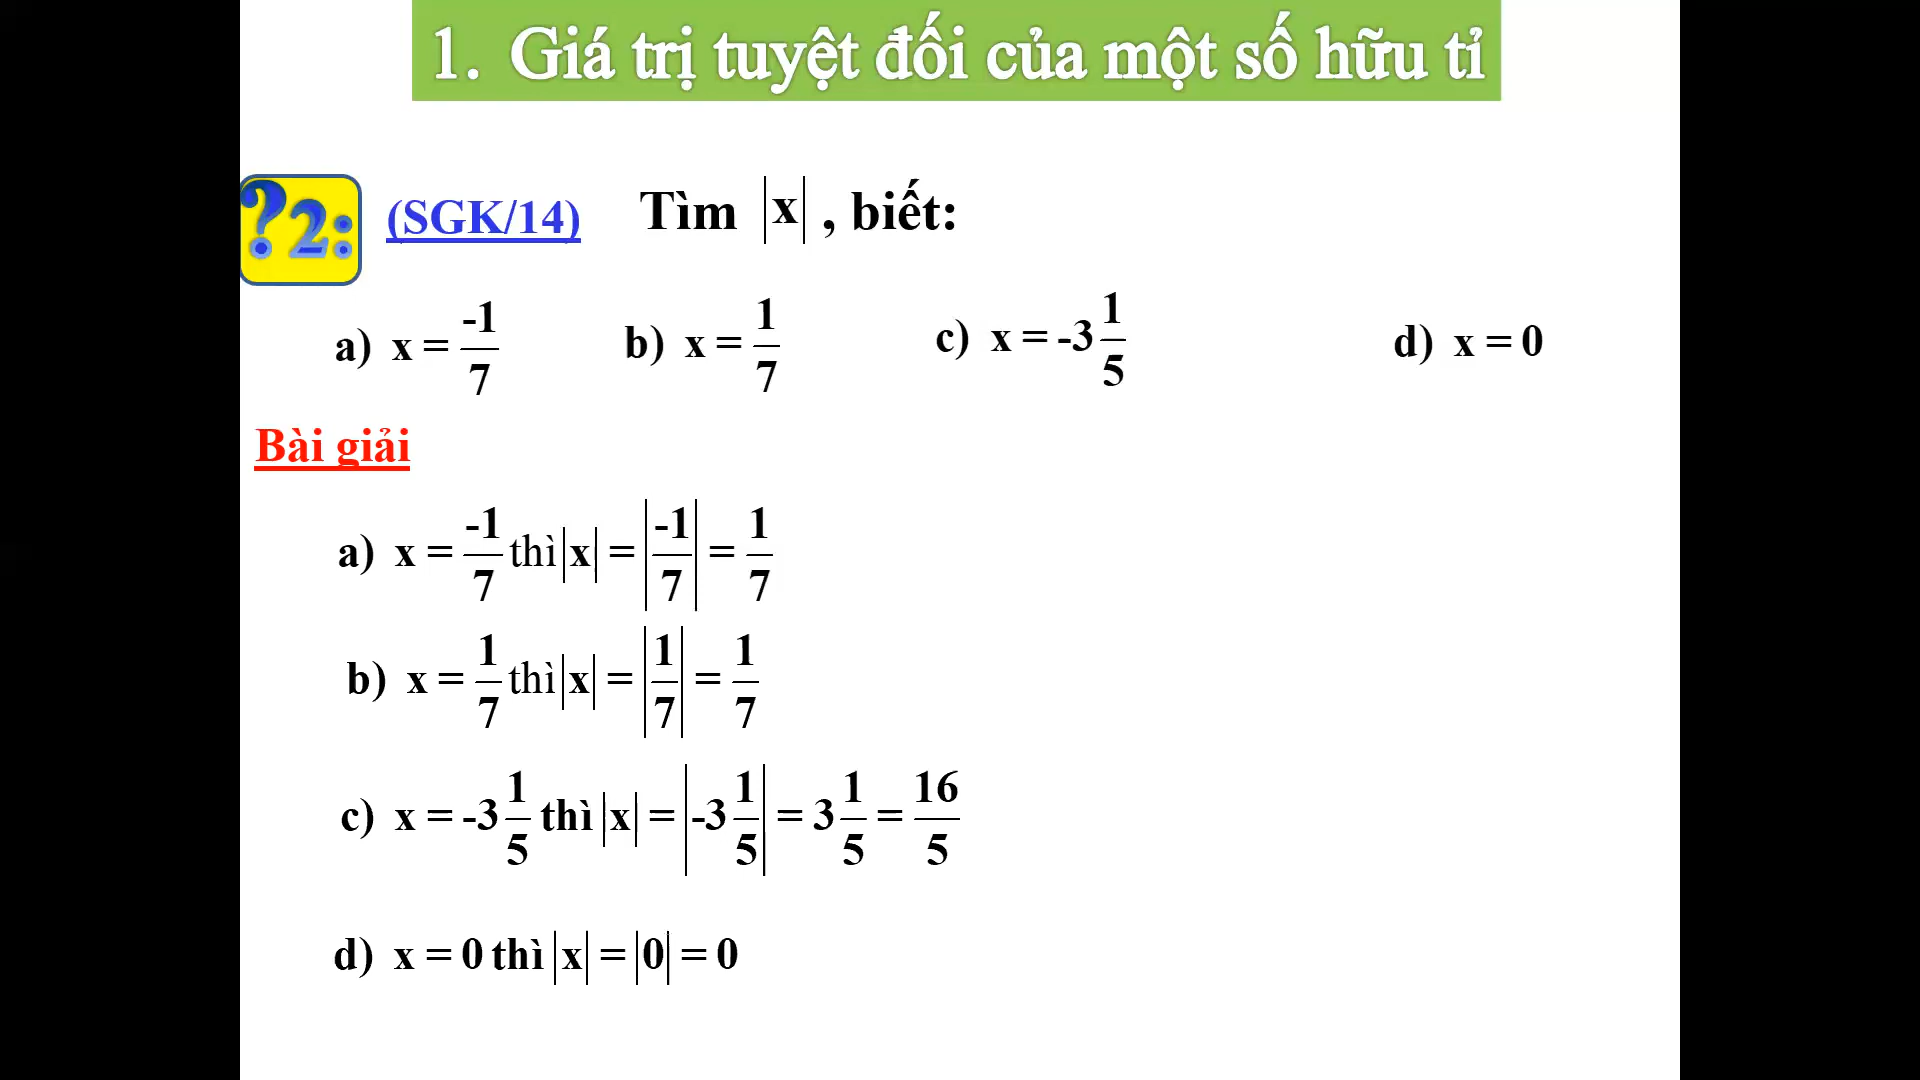 1. Giá trị tuyệt đối của một số hữu tỉ
?2: (SGK/14) Tìm |x| , biết:
a) x = -1/7 b) x = 1/7 c) x = -3 1/5 d) x = 0
Bài giải
a) x = -1/7 thì |x| = |-1/7| = 1/7
b) x = 1/7 thì |x| = |1/7| = 1/7
c) x = -3 1/5 thì |x| = |-3 1/5| = 3 1/5 = 16/5
d) x = 0 thì |x| = |0| = 0